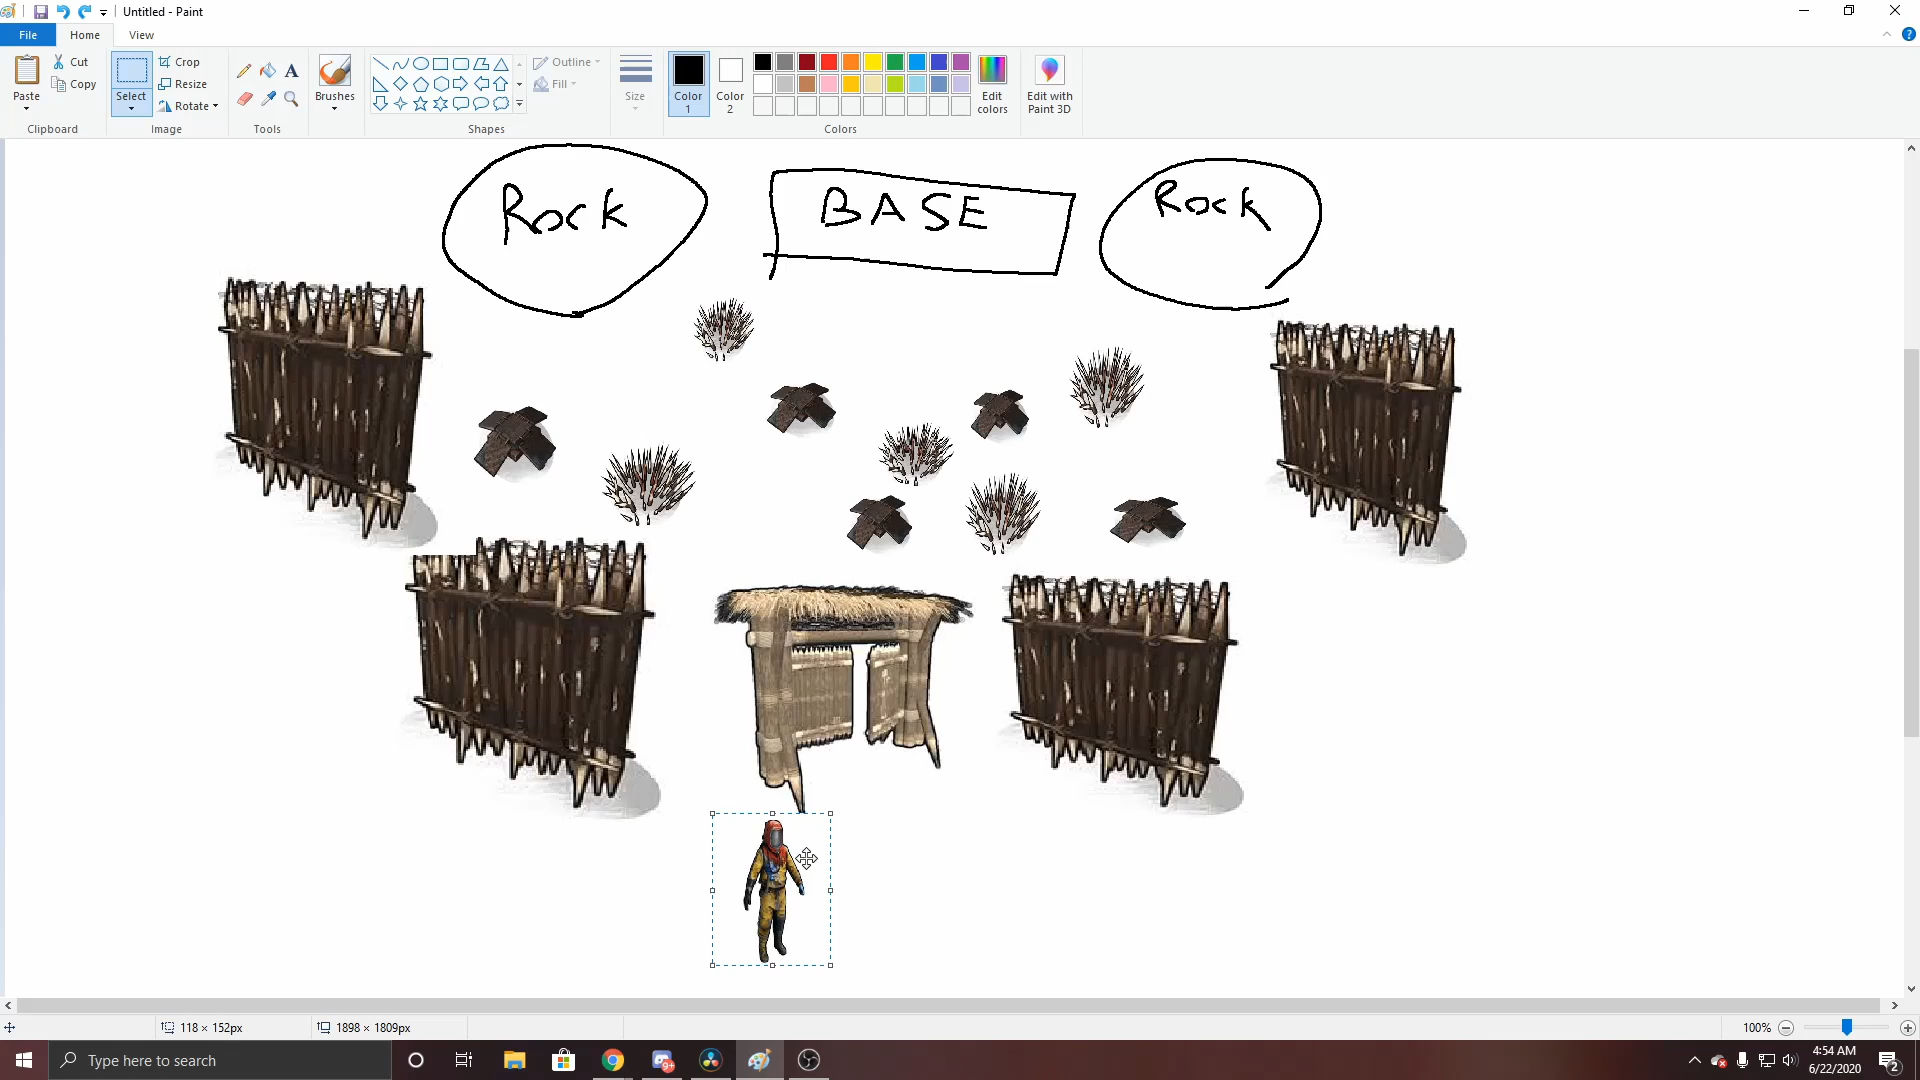 Untitled - Paint
File
Home
View
Paste
Cut
Copy
Clipboard
Select
Crop
Resize
Rotate
Image
A
Tools
Brushes
Shapes
Outline
Fill
Size
Color 1
Color 2
Colors
Edit colors
Edit with Paint 3D
Rock
BASE
Rock
118 × 152px
1898 × 1809px
100%
Type here to search
9+
4:54 AM
6/22/2020
2